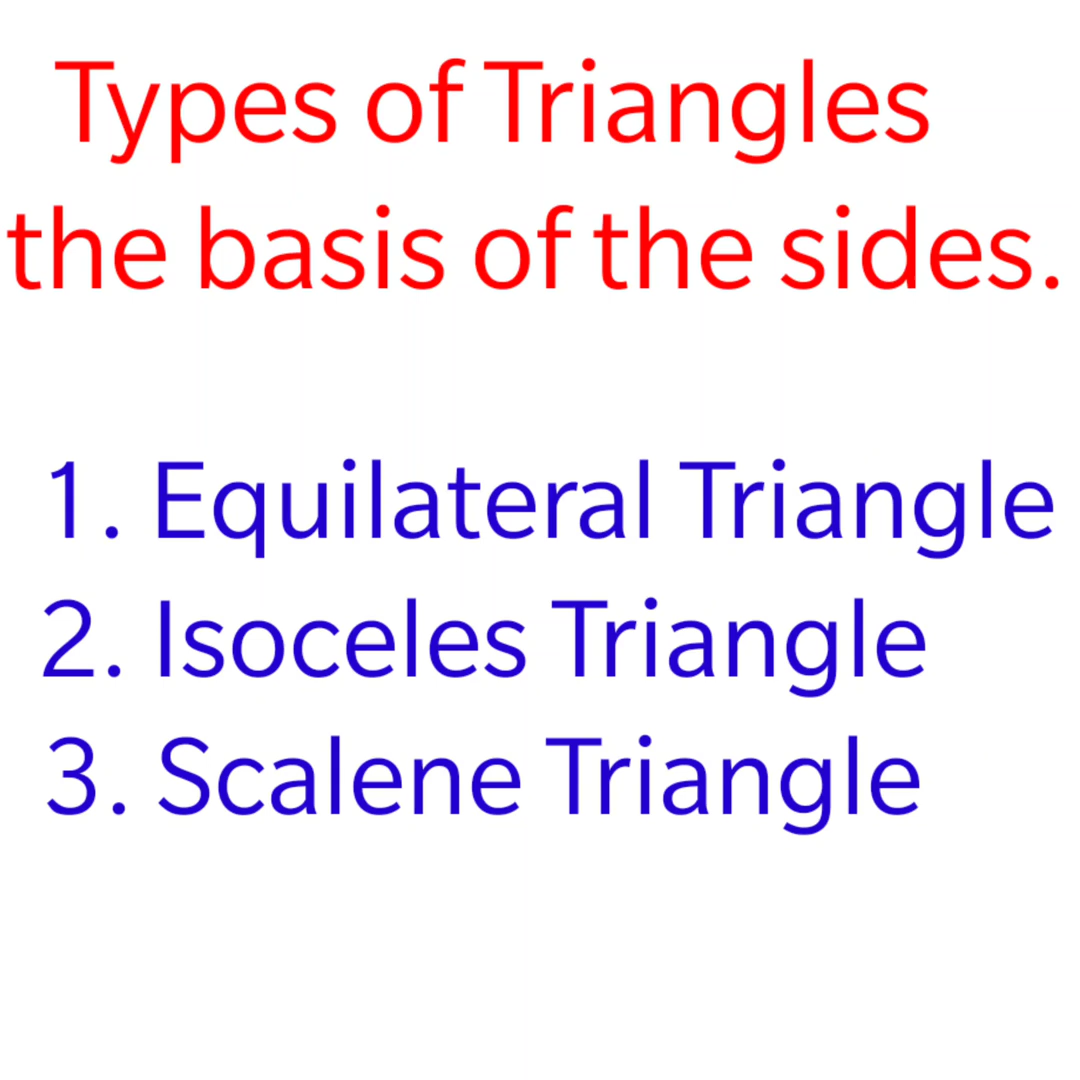 Types of Triangles
the basis of the sides.
1. Equilateral Triangle
2. Isoceles Triangle
3. Scalene Triangle